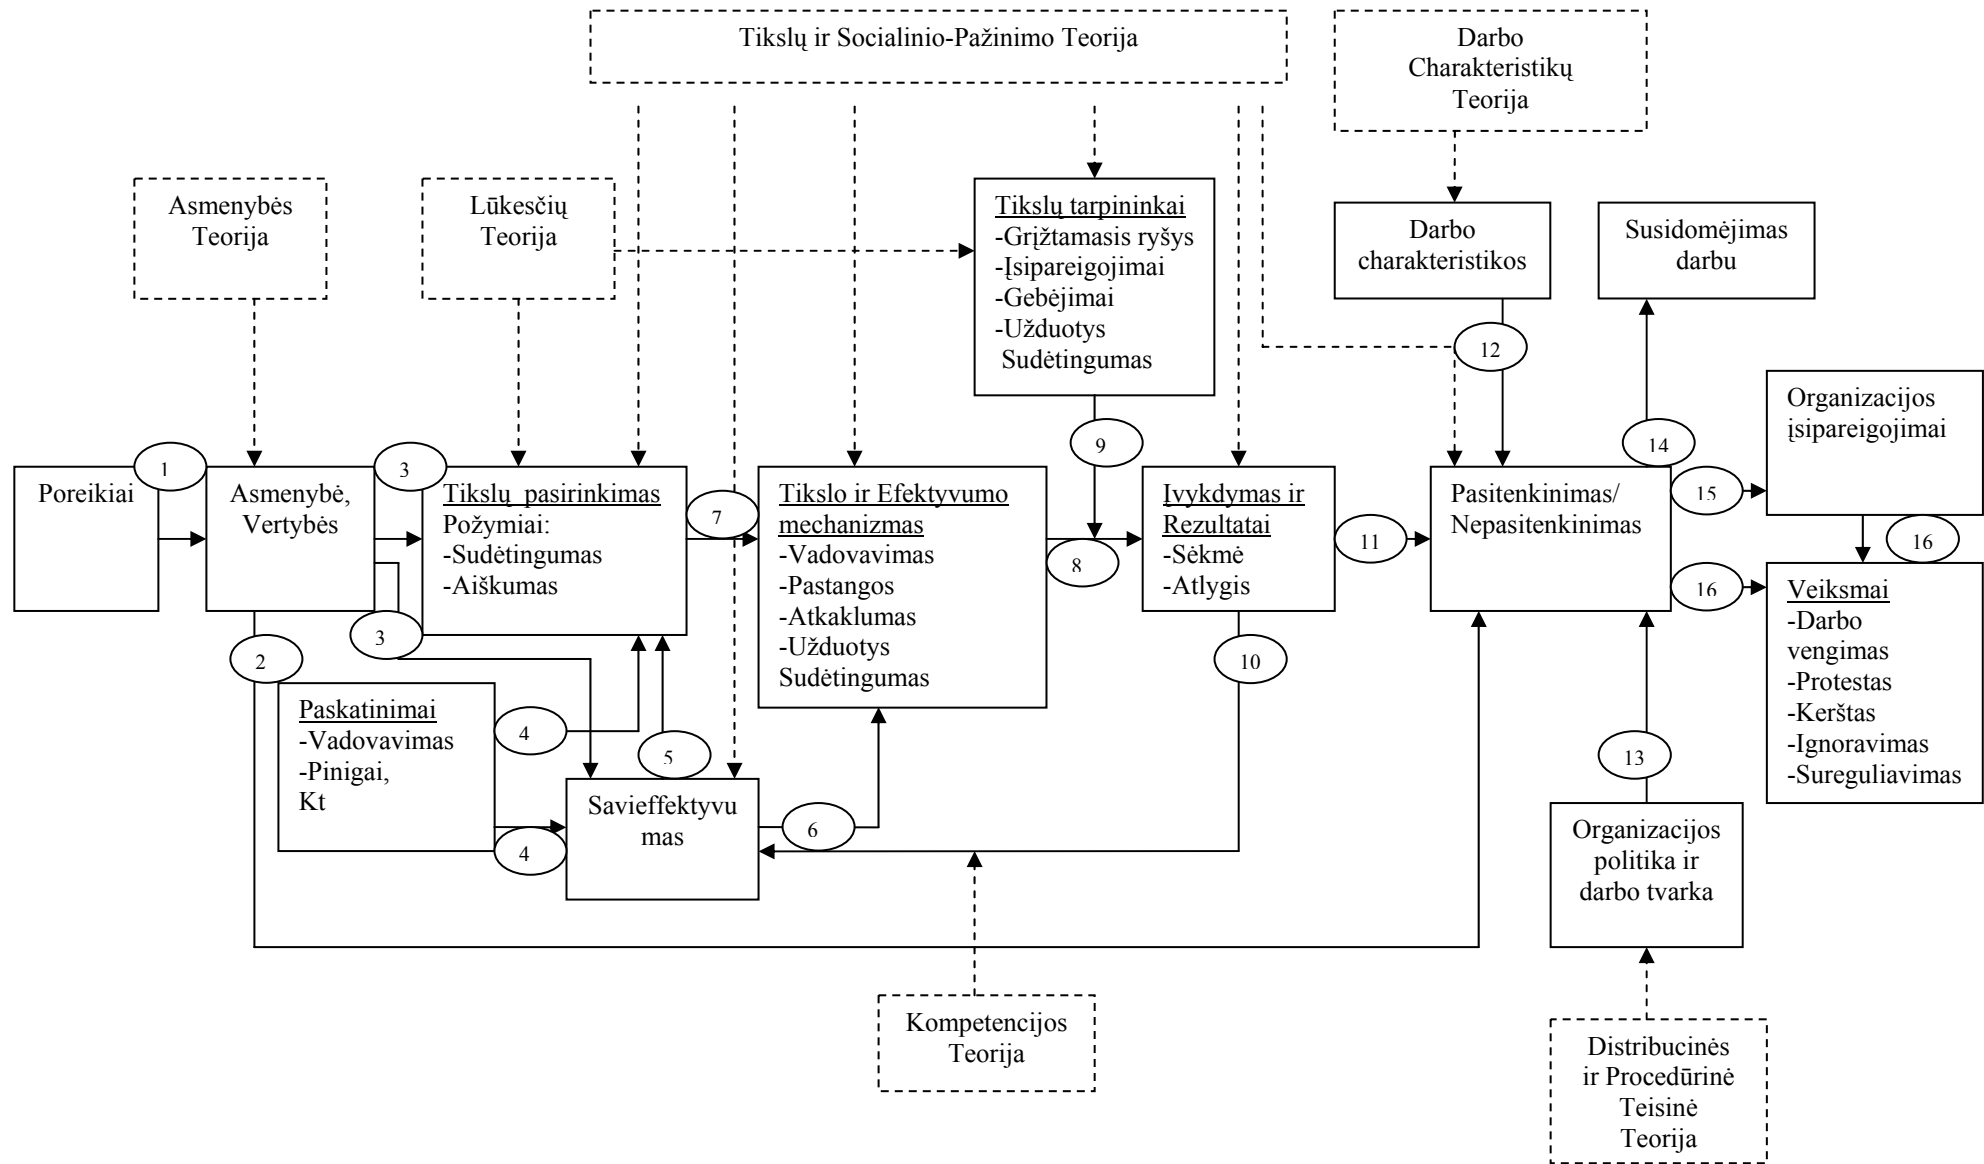 Tikslų ir Socialinio-Pažinimo Teorija
Darbo
Charakteristikų
Teorija
Asmenybės
Teorija
Lūkesčių
Teorija
Tikslų tarpininkai
-Grįžtamasis ryšys
-Įsipareigojimai
-Gebėjimai
-Užduotys
Sudėtingumas
Darbo
charakteristikos
Susidomėjimas
darbu
12
Organizacijos
įsipareigojimai
1
3
9
14
Poreikiai
Asmenybė,
Vertybės
Tikslų pasirinkimas
Požymiai:
-Sudėtingumas
-Aiškumas
7
Tikslo ir Efektyvumo
mechanizmas
-Vadovavimas
-Pastangos
-Atkaklumas
-Užduotys
Sudėtingumas
8
Įvykdymas ir
Rezultatai
-Sėkmė
-Atlygis
11
Pasitenkinimas/
Nepasitenkinimas
15
16
16
Veiksmai
-Darbo
vengimas
-Protestas
-Kerštas
-Ignoravimas
-Sureguliavimas
2
3
10
Paskatinimai
-Vadovavimas
-Pinigai,
Kt
4
5
13
4
Savieffektyvu
mas
6
Organizacijos
politika ir
darbo tvarka
Kompetencijos
Teorija
Distribucinės
ir Procedūrinė
Teisinė
Teorija